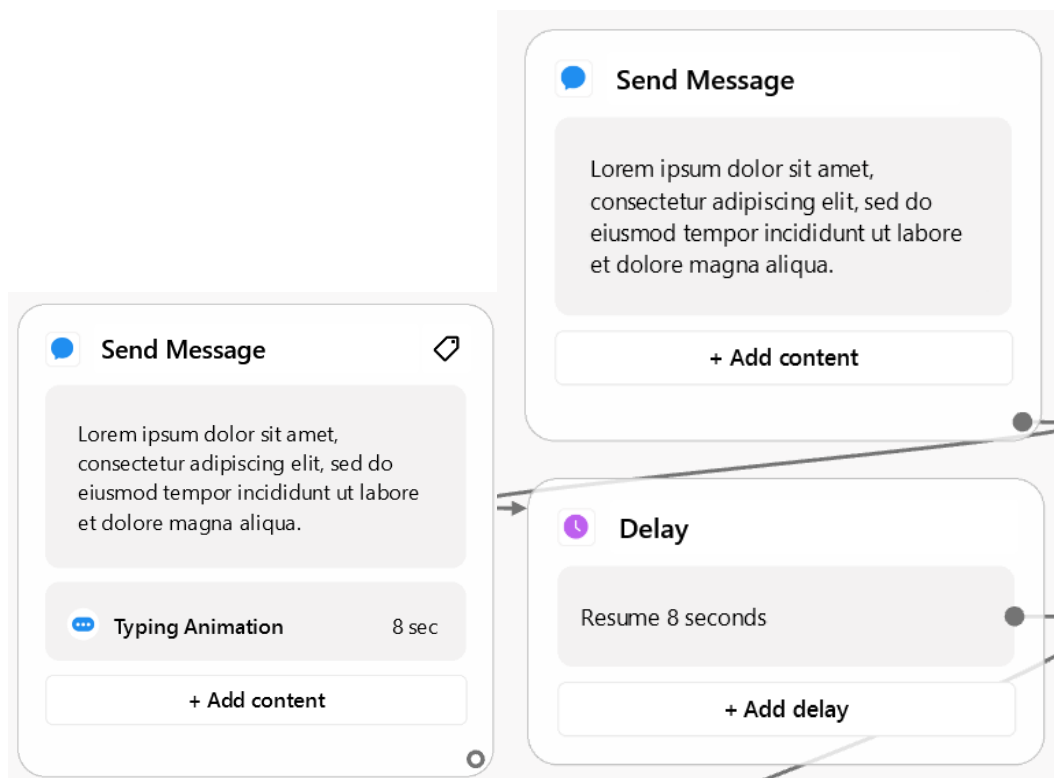 Send Message
Lorem ipsum dolor sit amet,
consectetur adipiscing elit, sed do
eiusmod tempor incididunt ut labore
et dolore magna aliqua.
Typing Animation 8 sec
+ Add content
Send Message
Lorem ipsum dolor sit amet,
consectetur adipiscing elit, sed do
eiusmod tempor incididunt ut labore
et dolore magna aliqua.
+ Add content
Delay
Resume 8 seconds
+ Add delay